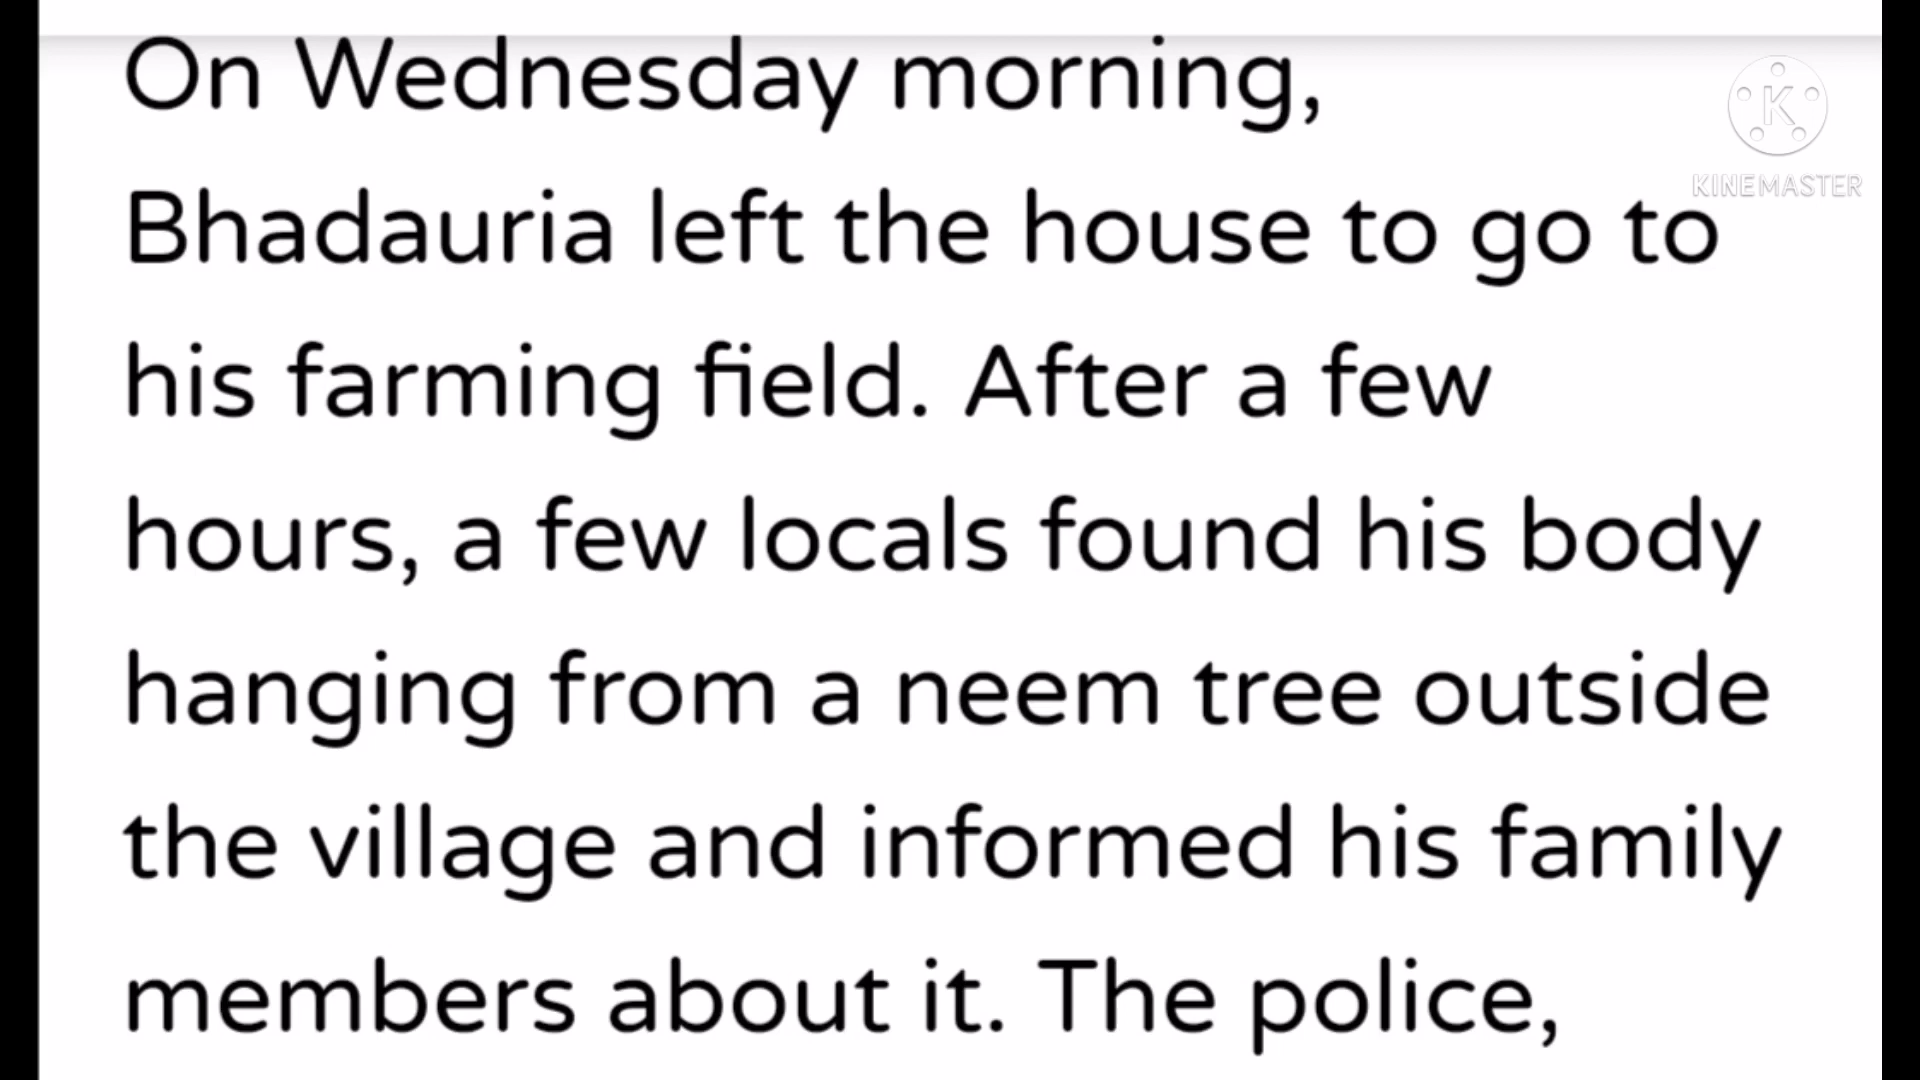 On Wednesday morning,
K
KINEMASTER
Bhadauria left the house to go to
his farming field. After a few
hours, a few locals found his body
hanging from a neem tree outside
the village and informed his family
members about it. The police,